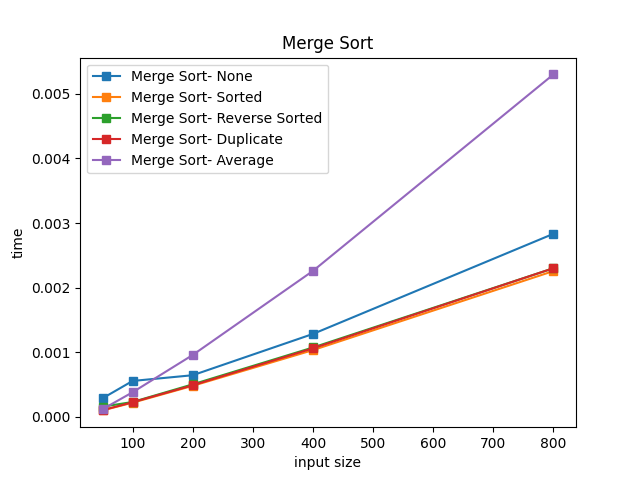 Merge Sort
Merge Sort- None
Merge Sort- Sorted
Merge Sort- Reverse Sorted
Merge Sort- Duplicate
Merge Sort- Average
0.005
0.004
0.003
0.002
0.001
0.000
time
100 200 300 400 500 600 700 800
input size